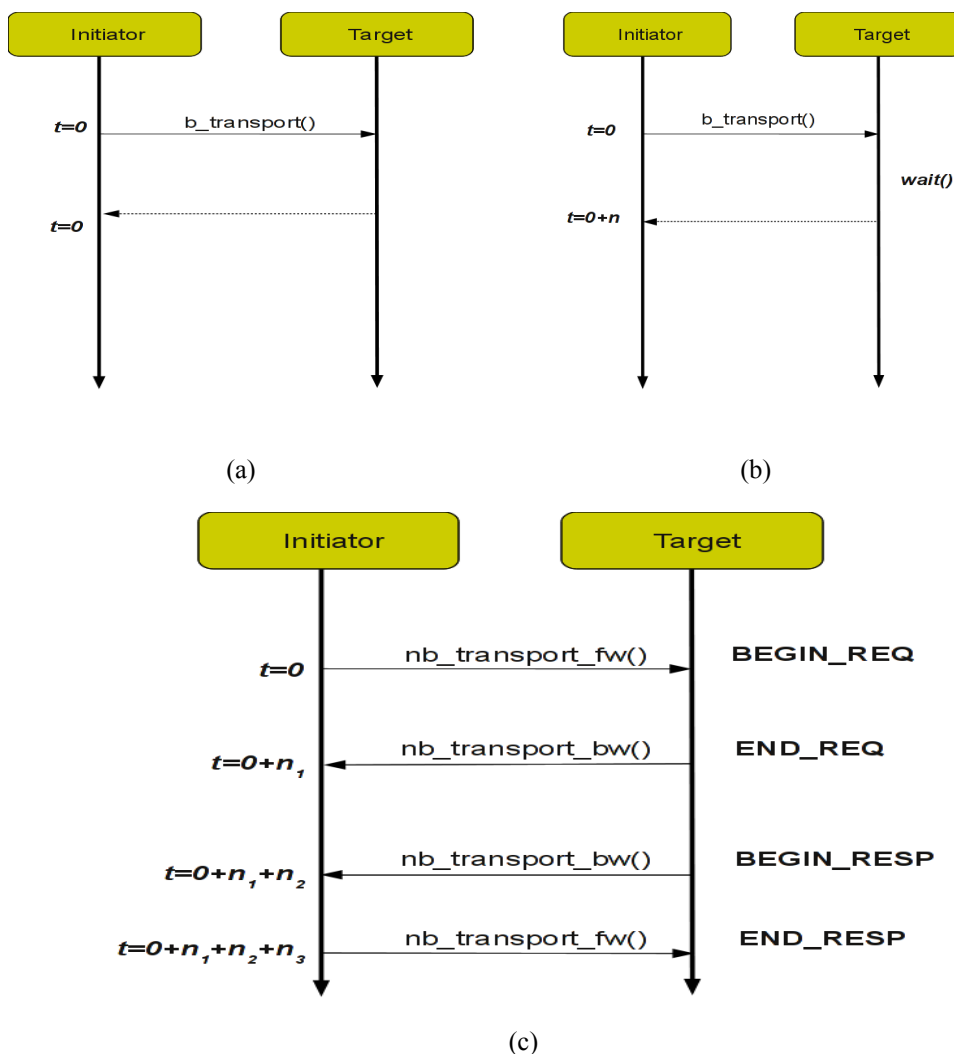 Initiator
Target
b_transport()
t=0
t=0
(a)
Initiator
Target
b_transport()
t=0
wait()
t=0+n
(b)
Initiator
Target
nb_transport_fw()
BEGIN_REQ
t=0
nb_transport_bw()
END_REQ
t=0+n₁
nb_transport_bw()
BEGIN_RESP
t=0+n₁+n₂
nb_transport_fw()
END_RESP
t=0+n₁+n₂+n₃
(c)